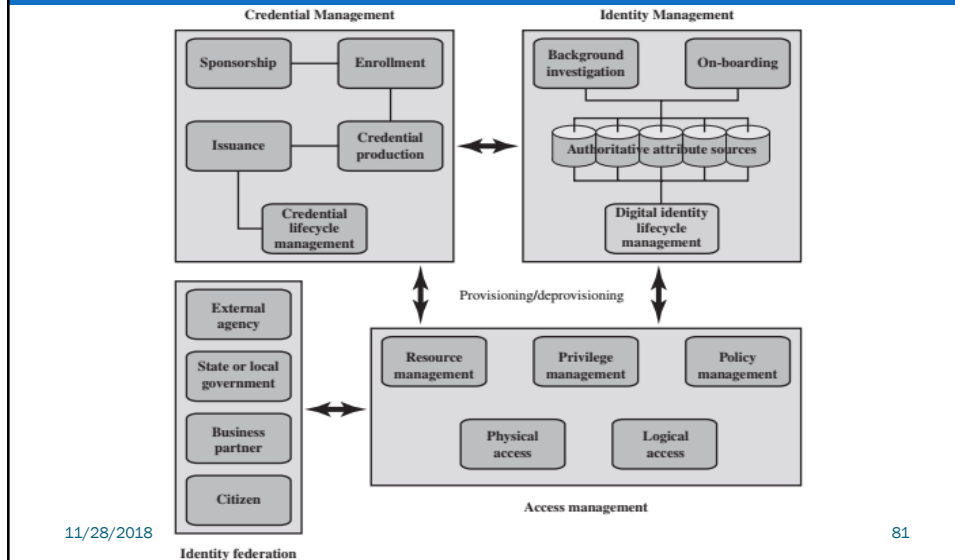 Credential Management
Sponsorship
Enrollment
Issuance
Credential
production
Credential
lifecycle
management
Identity Management
Background
investigation
On-boarding
Authoritative attribute sources
Digital identity
lifecycle
management
Provisioning/deprovisioning
External
agency
State or local
government
Business
partner
Citizen
Identity federation
Resource
management
Privilege
management
Policy
management
Physical
access
Logical
access
Access management
11/28/2018
81